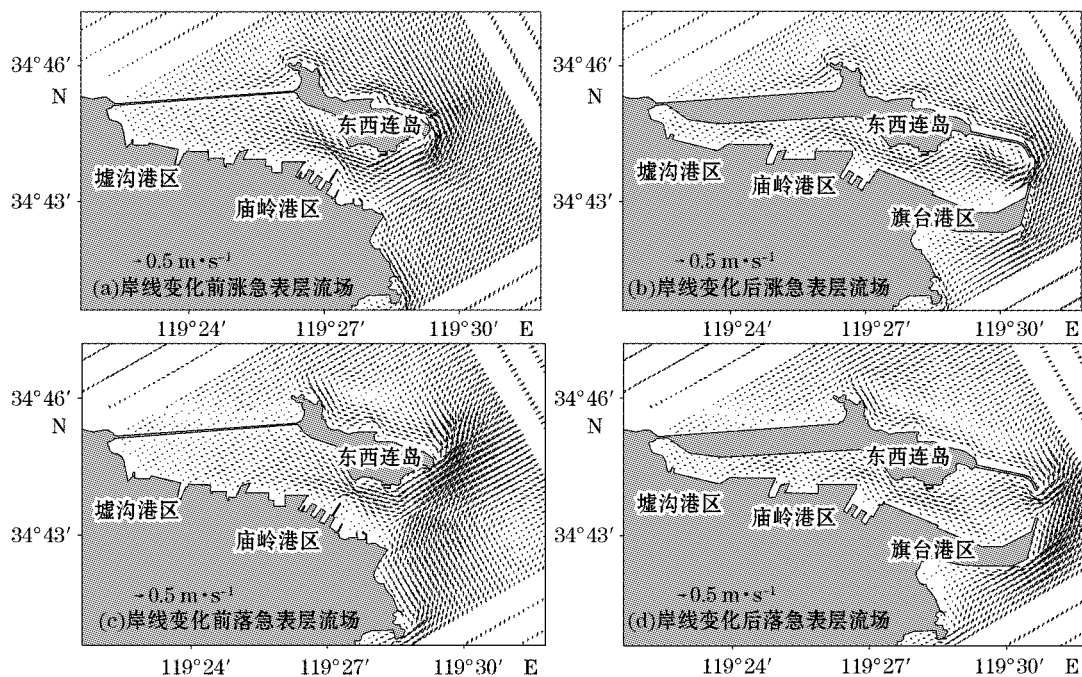 34°46′
N
34°43′
东西连岛
墟沟港区
庙岭港区
0.5 m·s⁻¹
(a)岸线变化前涨急表层流场
119°24′ 119°27′ 119°30′ E
34°46′
N
34°43′
东西连岛
墟沟港区
庙岭港区
旗台港区
0.5 m·s⁻¹
(b)岸线变化后涨急表层流场
119°24′ 119°27′ 119°30′ E
34°46′
N
34°43′
东西连岛
墟沟港区
庙岭港区
0.5 m·s⁻¹
(c)岸线变化前落急表层流场
119°24′ 119°27′ 119°30′ E
34°46′
N
34°43′
东西连岛
墟沟港区
庙岭港区
旗台港区
0.5 m·s⁻¹
(d)岸线变化后落急表层流场
119°24′ 119°27′ 119°30′ E